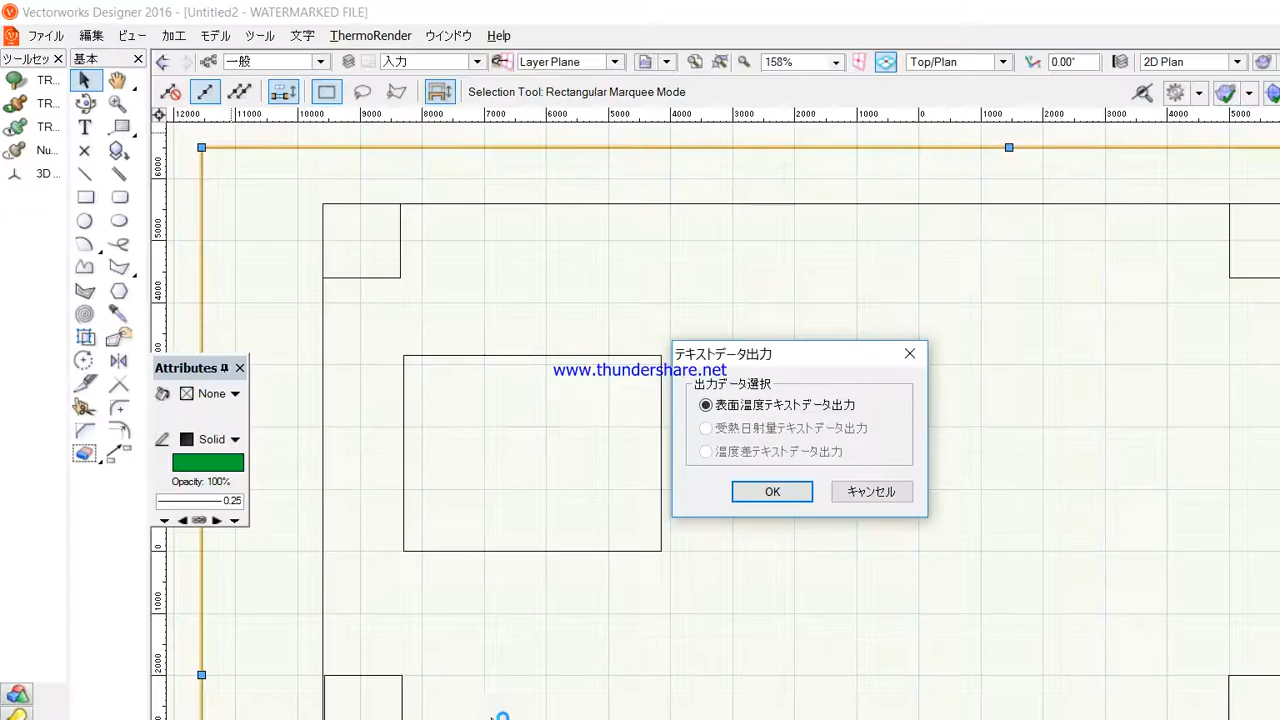 Vectorworks Designer 2016 - [Untitled2 - WATERMARKED FILE]
ファイル 編集 ビュー 加工 モデル ツール 文字 ThermoRender ウインドウ Help
ツールセッ... × 基本 ×
一般 入力 Layer Plane 158% Top/Plan 0.00° 2D Plan
Selection Tool: Rectangular Marquee Mode
12000 11000 10000 9000 8000 7000 6000 5000 4000 3000 2000 1000 0 1000 2000 3000 4000 5000
TR...
TR...
TR...
Nu...
3D ...
6000
5000
4000
0
1000
2000
Attributes
None
Solid
Opacity: 100%
0.25
テキストデータ出力
www.thundershare.net
出力データ選択
表面温度テキストデータ出力
受熱日射量テキストデータ出力
温度差テキストデータ出力
OK キャンセル